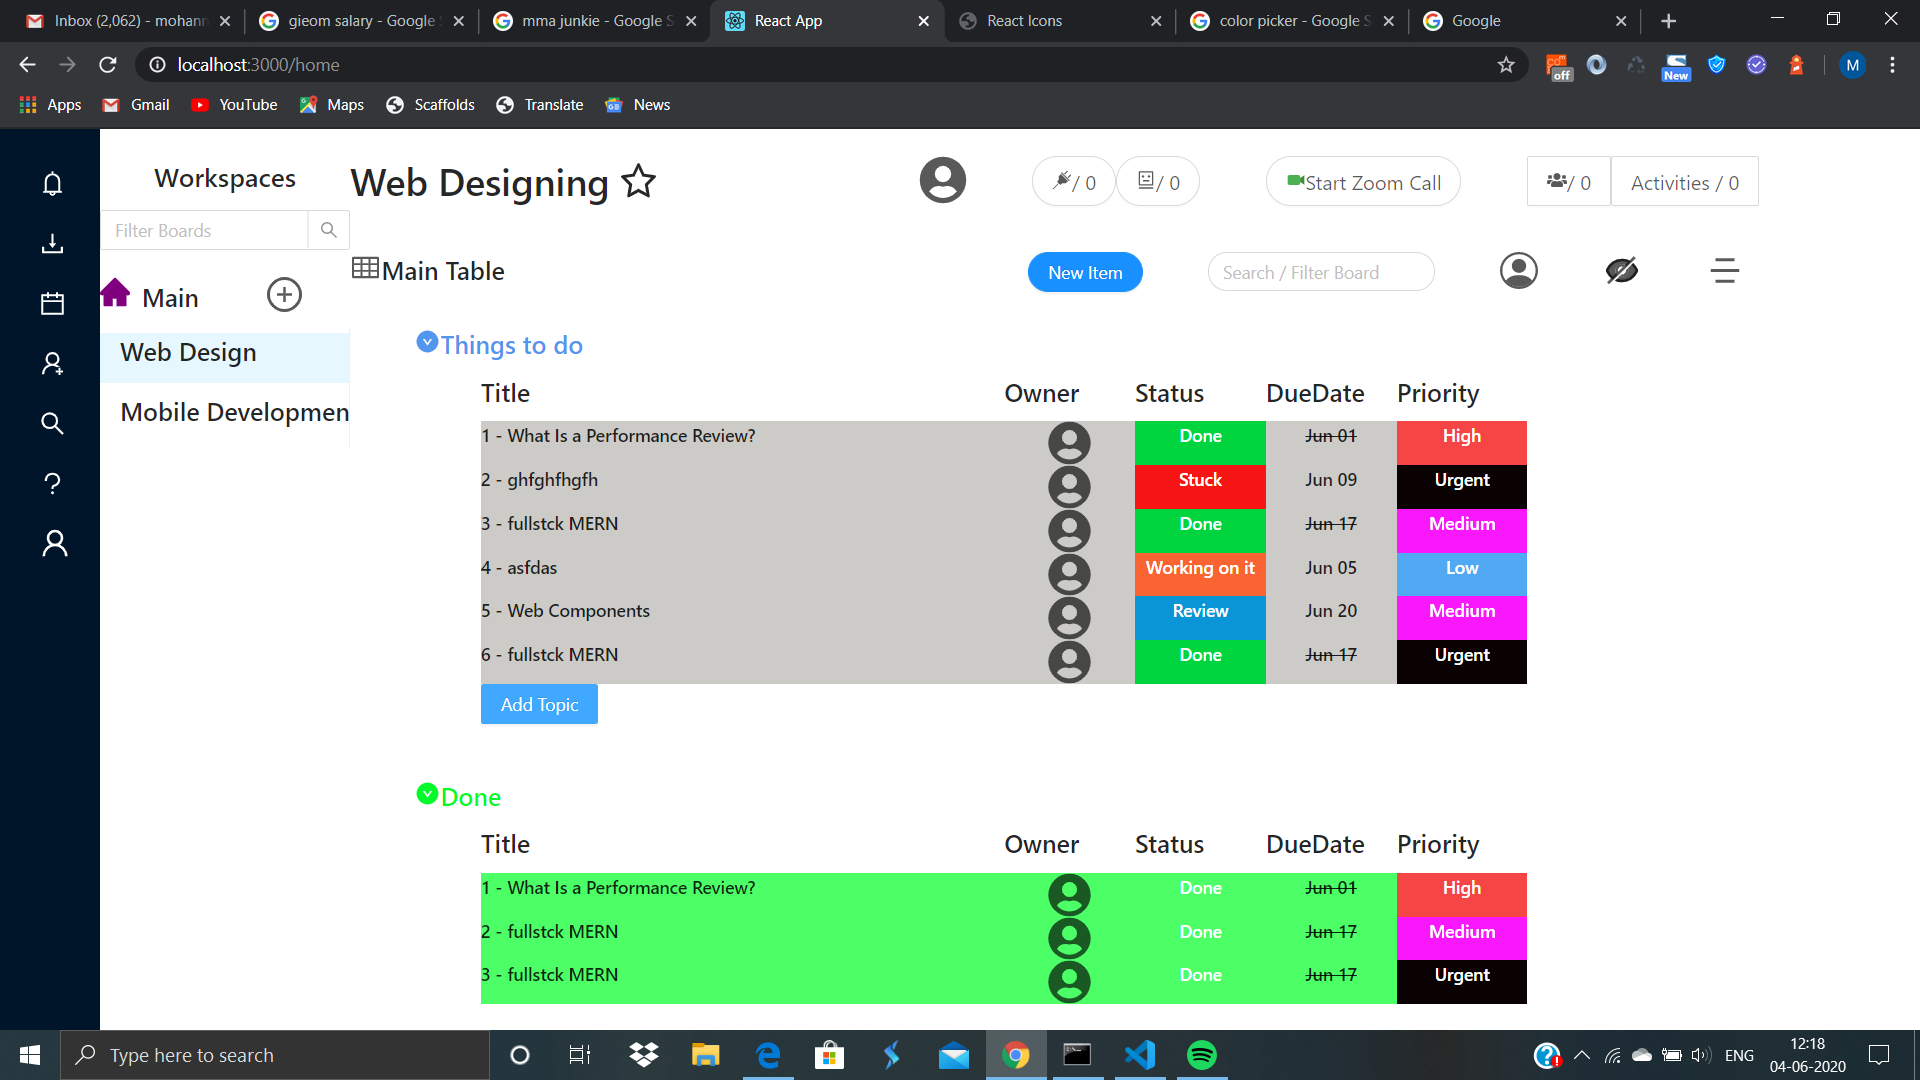 Inbox (2,062) - mohann
gieom salary - Google S
mma junkie - Google S
React App
React Icons
color picker - Google S
Google
localhost:3000/home
off
New
M
Apps
Gmail
YouTube
Maps
Scaffolds
Translate
News
Workspaces
Filter Boards
Main
Web Design
Mobile Developmen
Web Designing
/ 0
/ 0
Start Zoom Call
/ 0
Activities / 0
Main Table
New Item
Search / Filter Board
Things to do
Title Owner Status DueDate Priority
1 - What Is a Performance Review? Done Jun 01 High
2 - ghfghfhgfh Stuck Jun 09 Urgent
3 - fullstck MERN Done Jun 17 Medium
4 - asfdas Working on it Jun 05 Low
5 - Web Components Review Jun 20 Medium
6 - fullstck MERN Done Jun 17 Urgent
Add Topic
Done
Title Owner Status DueDate Priority
1 - What Is a Performance Review? Done Jun 01 High
2 - fullstck MERN Done Jun 17 Medium
3 - fullstck MERN Done Jun 17 Urgent
Type here to search
ENG
12:18
04-06-2020